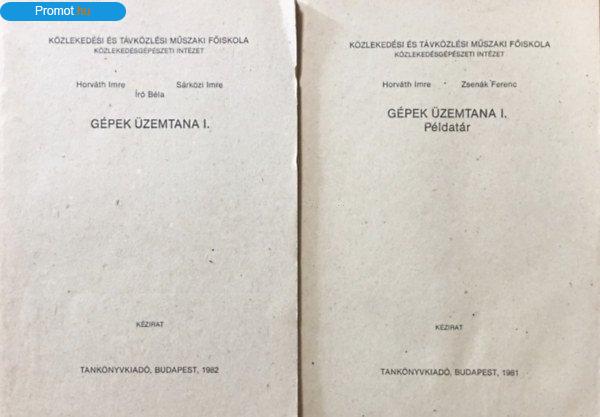 Promot.hu
KÖZLEKEDÉSI ÉS TÁVKÖZLÉSI MŰSZAKI FŐISKOLA
KÖZLEKEDÉSGÉPÉSZETI INTÉZET
Horváth Imre Sárközi Imre
Író Béla
GÉPEK ÜZEMTANA I.
KÉZIRAT
TANKÖNYVKIADÓ, BUDAPEST, 1982
KÖZLEKEDÉSI ÉS TÁVKÖZLÉSI MŰSZAKI FŐISKOLA
KÖZLEKEDÉSGÉPÉSZETI INTÉZET
Horváth Imre Zsenák Ferenc
GÉPEK ÜZEMTANA I.
Példatár
KÉZIRAT
TANKÖNYVKIADÓ, BUDAPEST, 1981